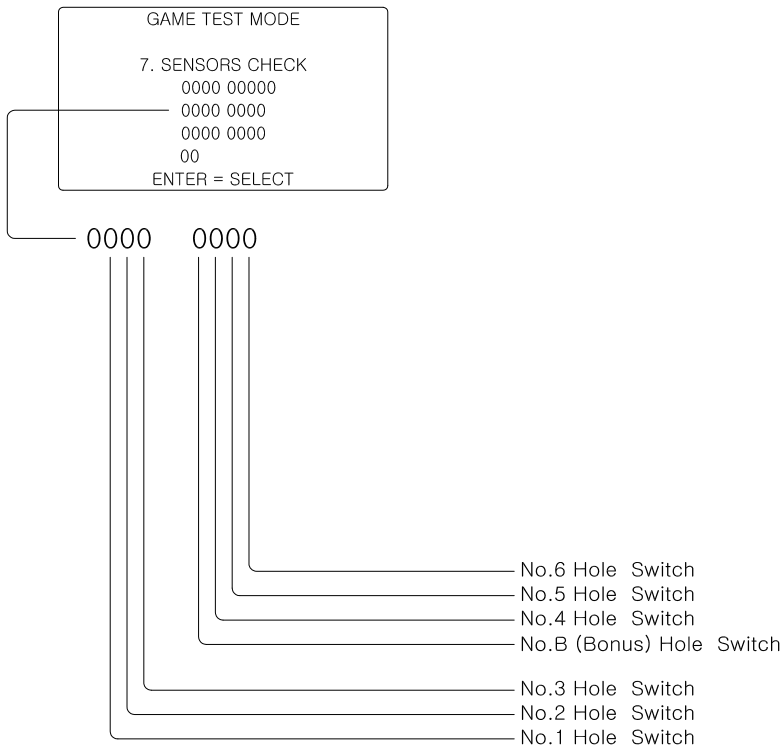 GAME TEST MODE
7. SENSORS CHECK
0000 00000
0000 0000
0000 0000
00
ENTER = SELECT
0000 0000
No.6 Hole Switch
No.5 Hole Switch
No.4 Hole Switch
No.B (Bonus) Hole Switch
No.3 Hole Switch
No.2 Hole Switch
No.1 Hole Switch